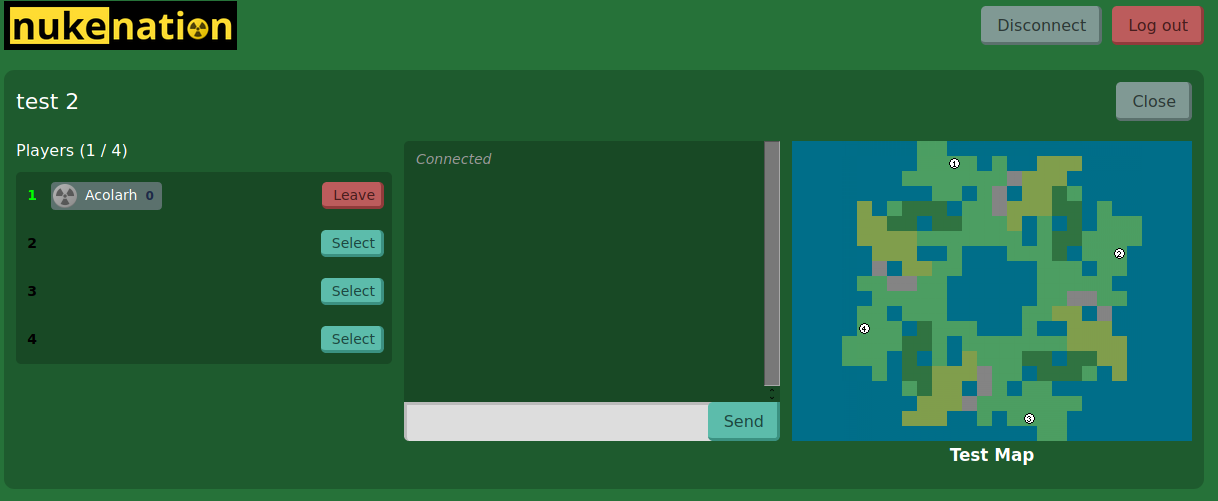 nukenation
Disconnect
Log out
test 2
Close
Players (1 / 4)
1 Acolarh 0 Leave
2 Select
3 Select
4 Select
Connected
Send
1
2
4
3
Test Map